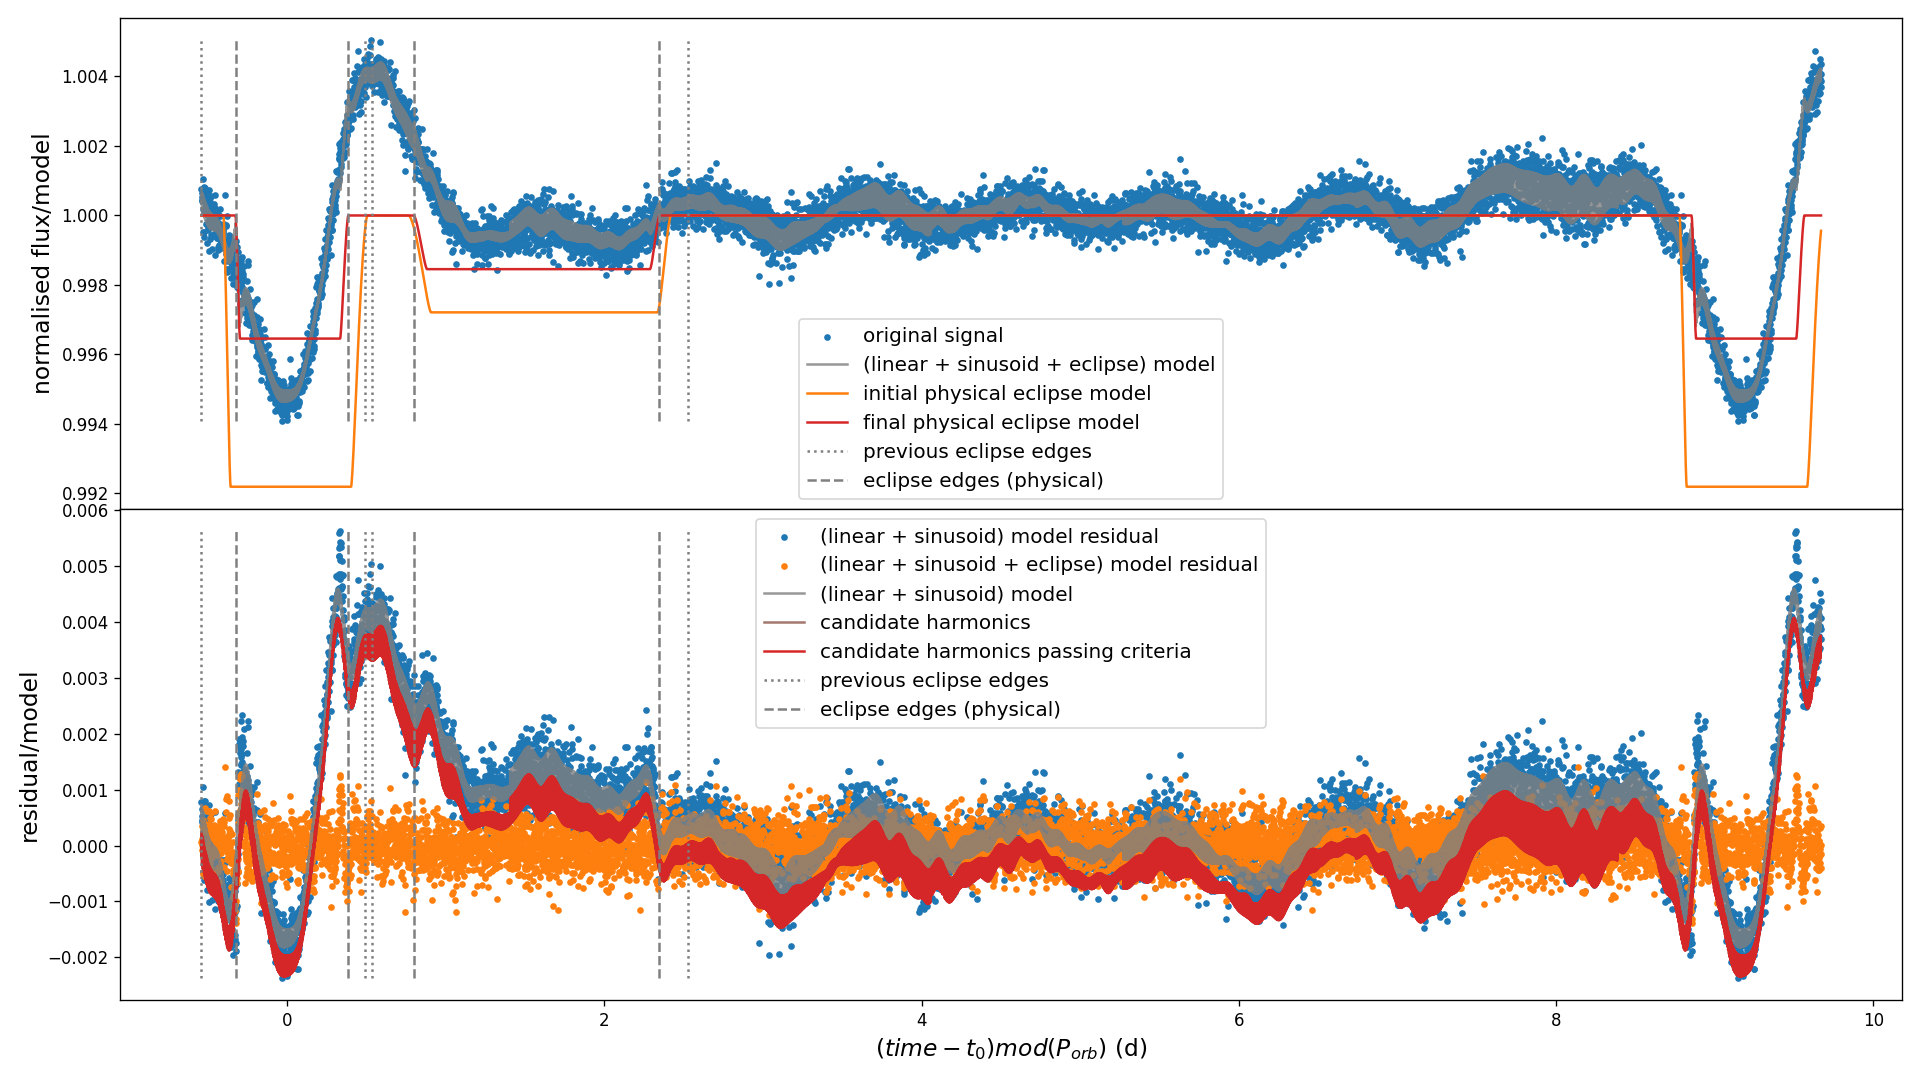 normalised flux/model
1.004
1.002
1.000
0.998
0.996
0.994
0.992
original signal
(linear + sinusoid + eclipse) model
initial physical eclipse model
final physical eclipse model
previous eclipse edges
eclipse edges (physical)
residual/model
0.006
0.005
0.004
0.003
0.002
0.001
0.000
−0.001
−0.002
(linear + sinusoid) model residual
(linear + sinusoid + eclipse) model residual
(linear + sinusoid) model
candidate harmonics
candidate harmonics passing criteria
previous eclipse edges
eclipse edges (physical)
0 2 4 6 8 10
(time − t₀)mod(P_orb) (d)